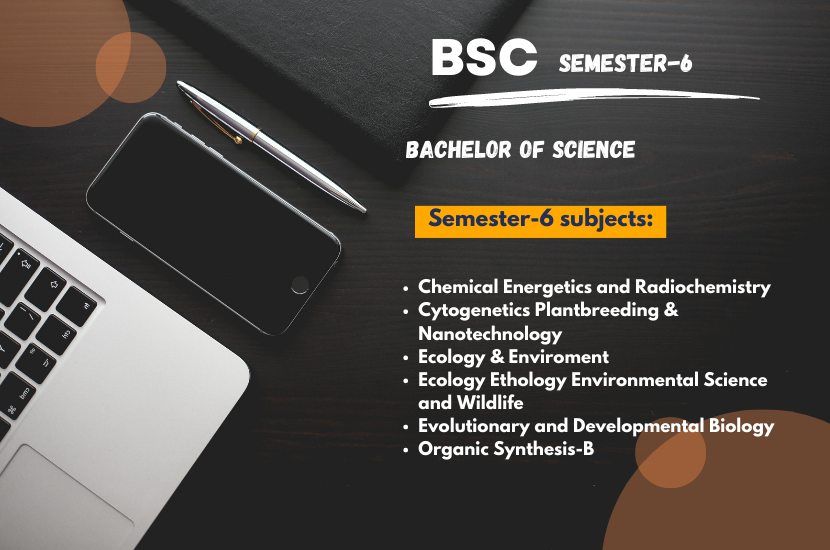 BSC SEMESTER-6
BACHELOR OF SCIENCE
Semester-6 subjects:
• Chemical Energetics and Radiochemistry
• Cytogenetics Plantbreeding &
Nanotechnology
• Ecology & Enviroment
• Ecology Ethology Environmental Science
and Wildlife
• Evolutionary and Developmental Biology
• Organic Synthesis-B